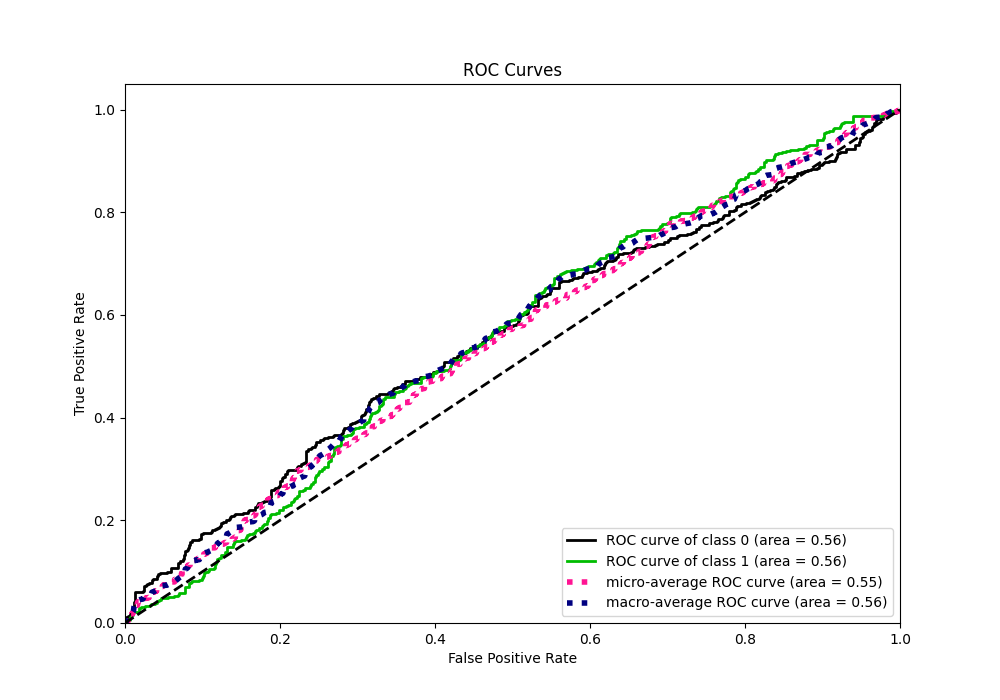 ROC Curves
True Positive Rate
1.0
0.8
0.6
0.4
0.2
0.0
ROC curve of class 0 (area = 0.56)
ROC curve of class 1 (area = 0.56)
micro-average ROC curve (area = 0.55)
macro-average ROC curve (area = 0.56)
0.0 0.2 0.4 0.6 0.8 1.0
False Positive Rate